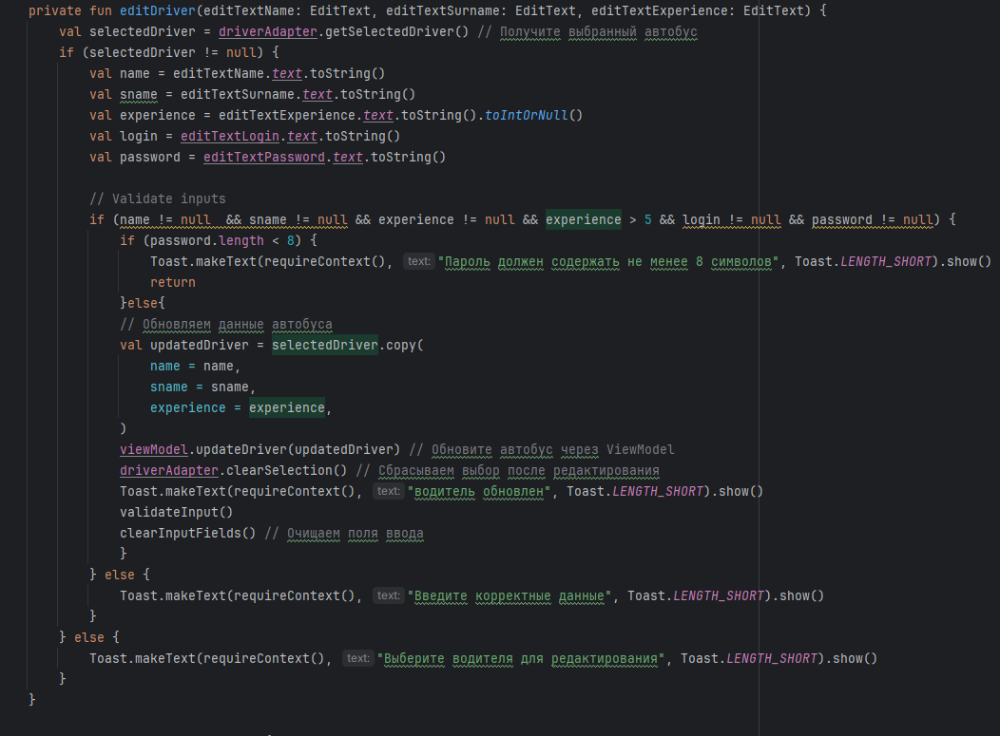 private fun editDriver(editTextName: EditText, editTextSurname: EditText, editTextExperience: EditText) {
val selectedDriver = driverAdapter.getSelectedDriver() // Получите выбранный автобус
if (selectedDriver != null) {
val name = editTextName.text.toString()
val sname = editTextSurname.text.toString()
val experience = editTextExperience.text.toString().toIntOrNull()
val login = editTextLogin.text.toString()
val password = editTextPassword.text.toString()
// Validate inputs
if (name != null  && sname != null && experience != null && experience > 5 && login != null && password != null) {
if (password.length < 8) {
Toast.makeText(requireContext(), text: "Пароль должен содержать не менее 8 символов", Toast.LENGTH_SHORT).show()
return
}else{
// Обновляем данные автобуса
val updatedDriver = selectedDriver.copy(
name = name,
sname = sname,
experience = experience,
)
viewModel.updateDriver(updatedDriver) // Обновите автобус через ViewModel
driverAdapter.clearSelection() // Сбрасываем выбор после редактирования
Toast.makeText(requireContext(), text: "водитель обновлен", Toast.LENGTH_SHORT).show()
validateInput()
clearInputFields() // Очищаем поля ввода
}
} else {
Toast.makeText(requireContext(), text: "Введите корректные данные", Toast.LENGTH_SHORT).show()
}
} else {
Toast.makeText(requireContext(), text: "Выберите водителя для редактирования", Toast.LENGTH_SHORT).show()
}
}